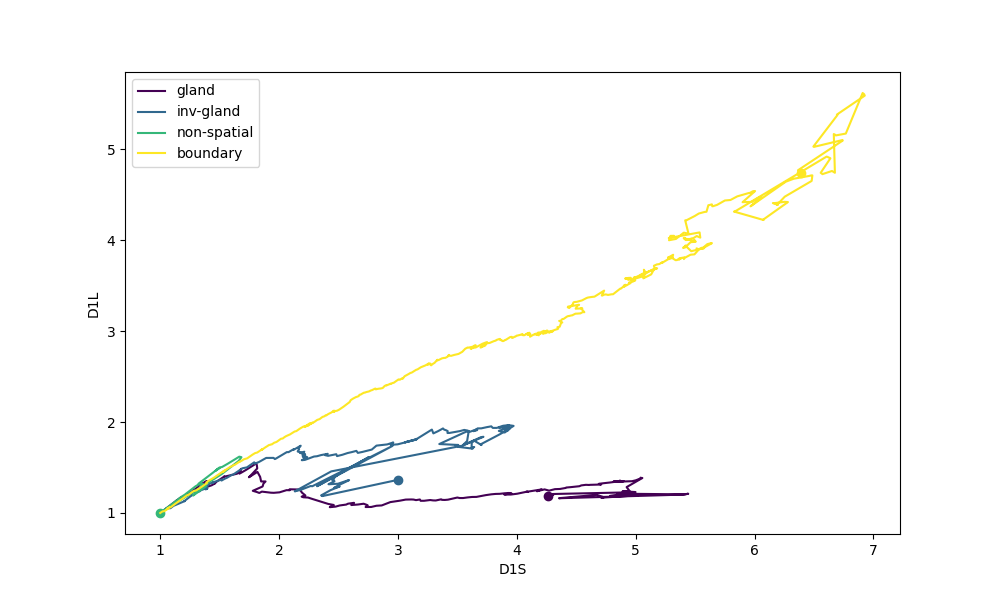 gland
inv-gland
non-spatial
boundary
5
4
3
2
1
D1L
1 2 3 4 5 6 7
D1S